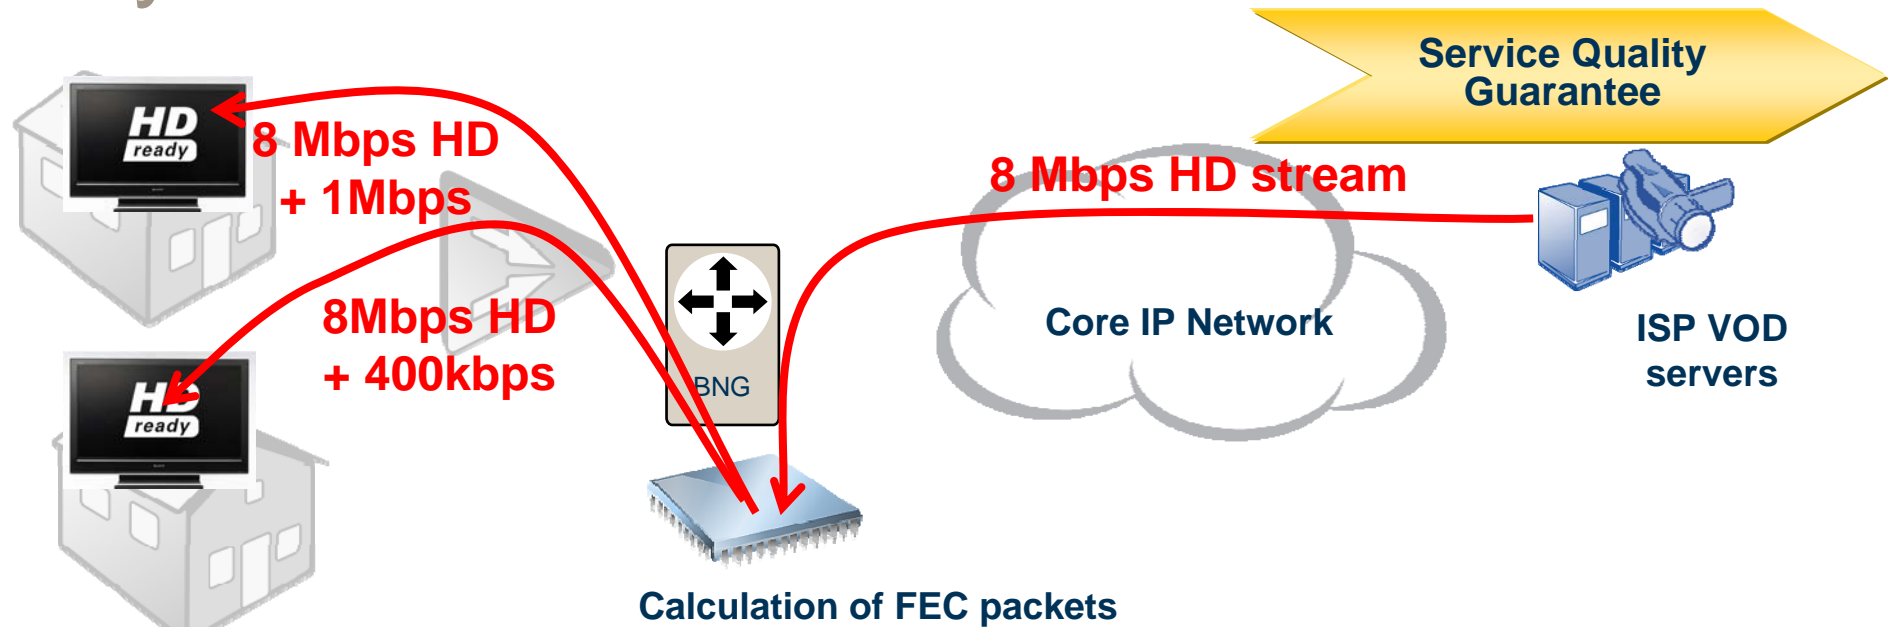 Service Quality
Guarantee
HD
ready
8 Mbps HD
+ 1Mbps
8 Mbps HD stream
8Mbps HD
+ 400kbps
Core IP Network
ISP VOD
servers
BNG
HD
ready
Calculation of FEC packets